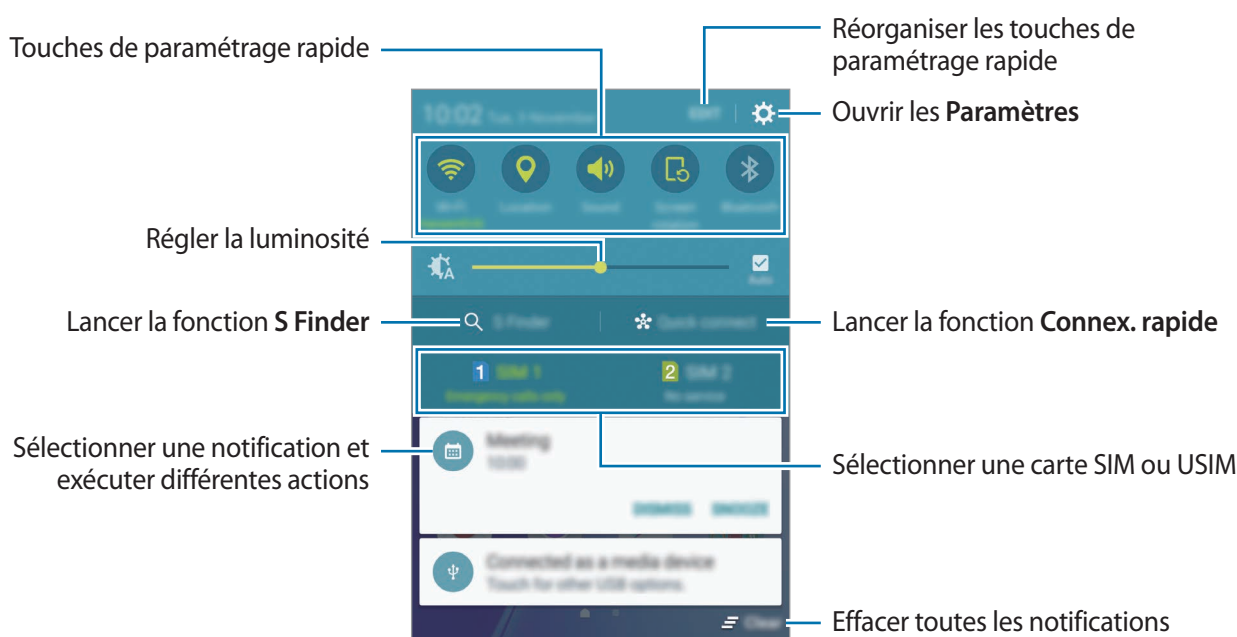 Touches de paramétrage rapide
Réorganiser les touches de
paramétrage rapide
Ouvrir les Paramètres
10:02 Tue, 3 November
EDIT
Wi-Fi
Location
Sound
Screen
rotation
Bluetooth
Régler la luminosité
A
Auto
Lancer la fonction S Finder
S Finder
Quick connect
Lancer la fonction Connex. rapide
1 SIM 1
2 SIM 2
Emergency calls only
No service
Sélectionner une notification et
exécuter différentes actions
Meeting
10:00
Sélectionner une carte SIM ou USIM
DISMISS
SNOOZE
Connected as a media device
Touch for other USB options.
Clear
Effacer toutes les notifications